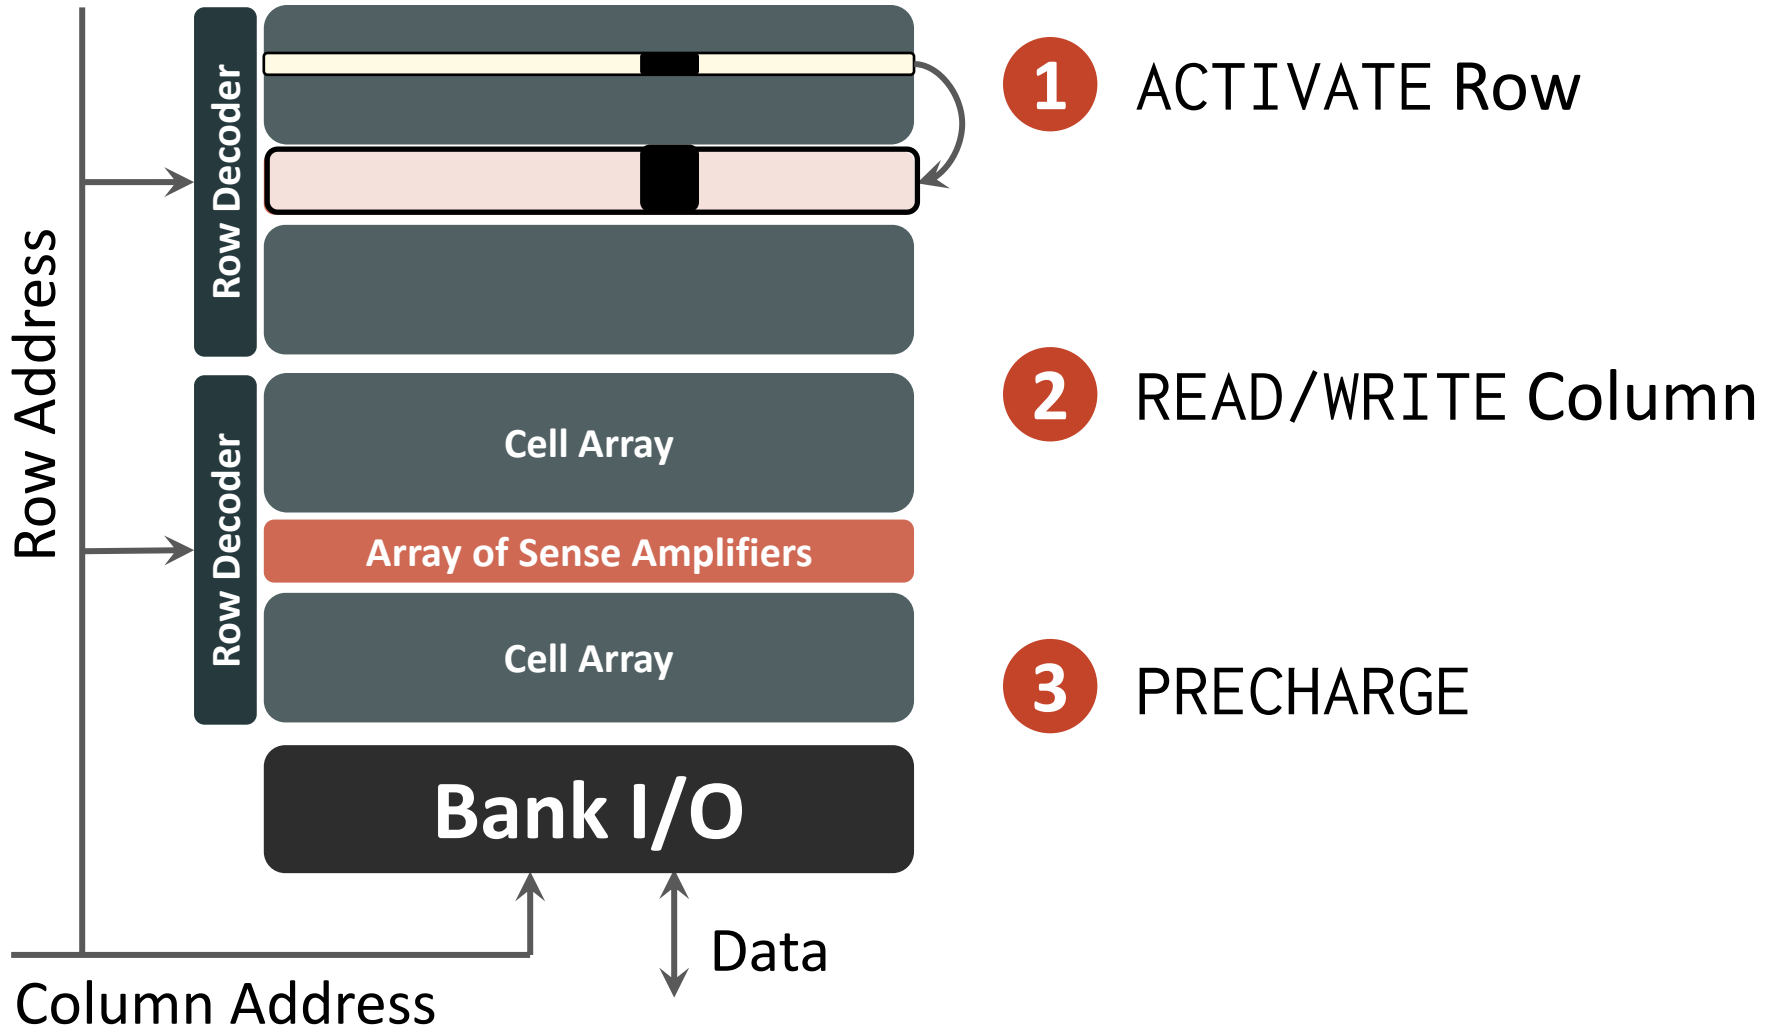 Row Address
Row Decoder
1 ACTIVATE Row
2 READ/WRITE Column
Row Decoder
Cell Array
Array of Sense Amplifiers
Cell Array
3 PRECHARGE
Bank I/O
Data
Column Address